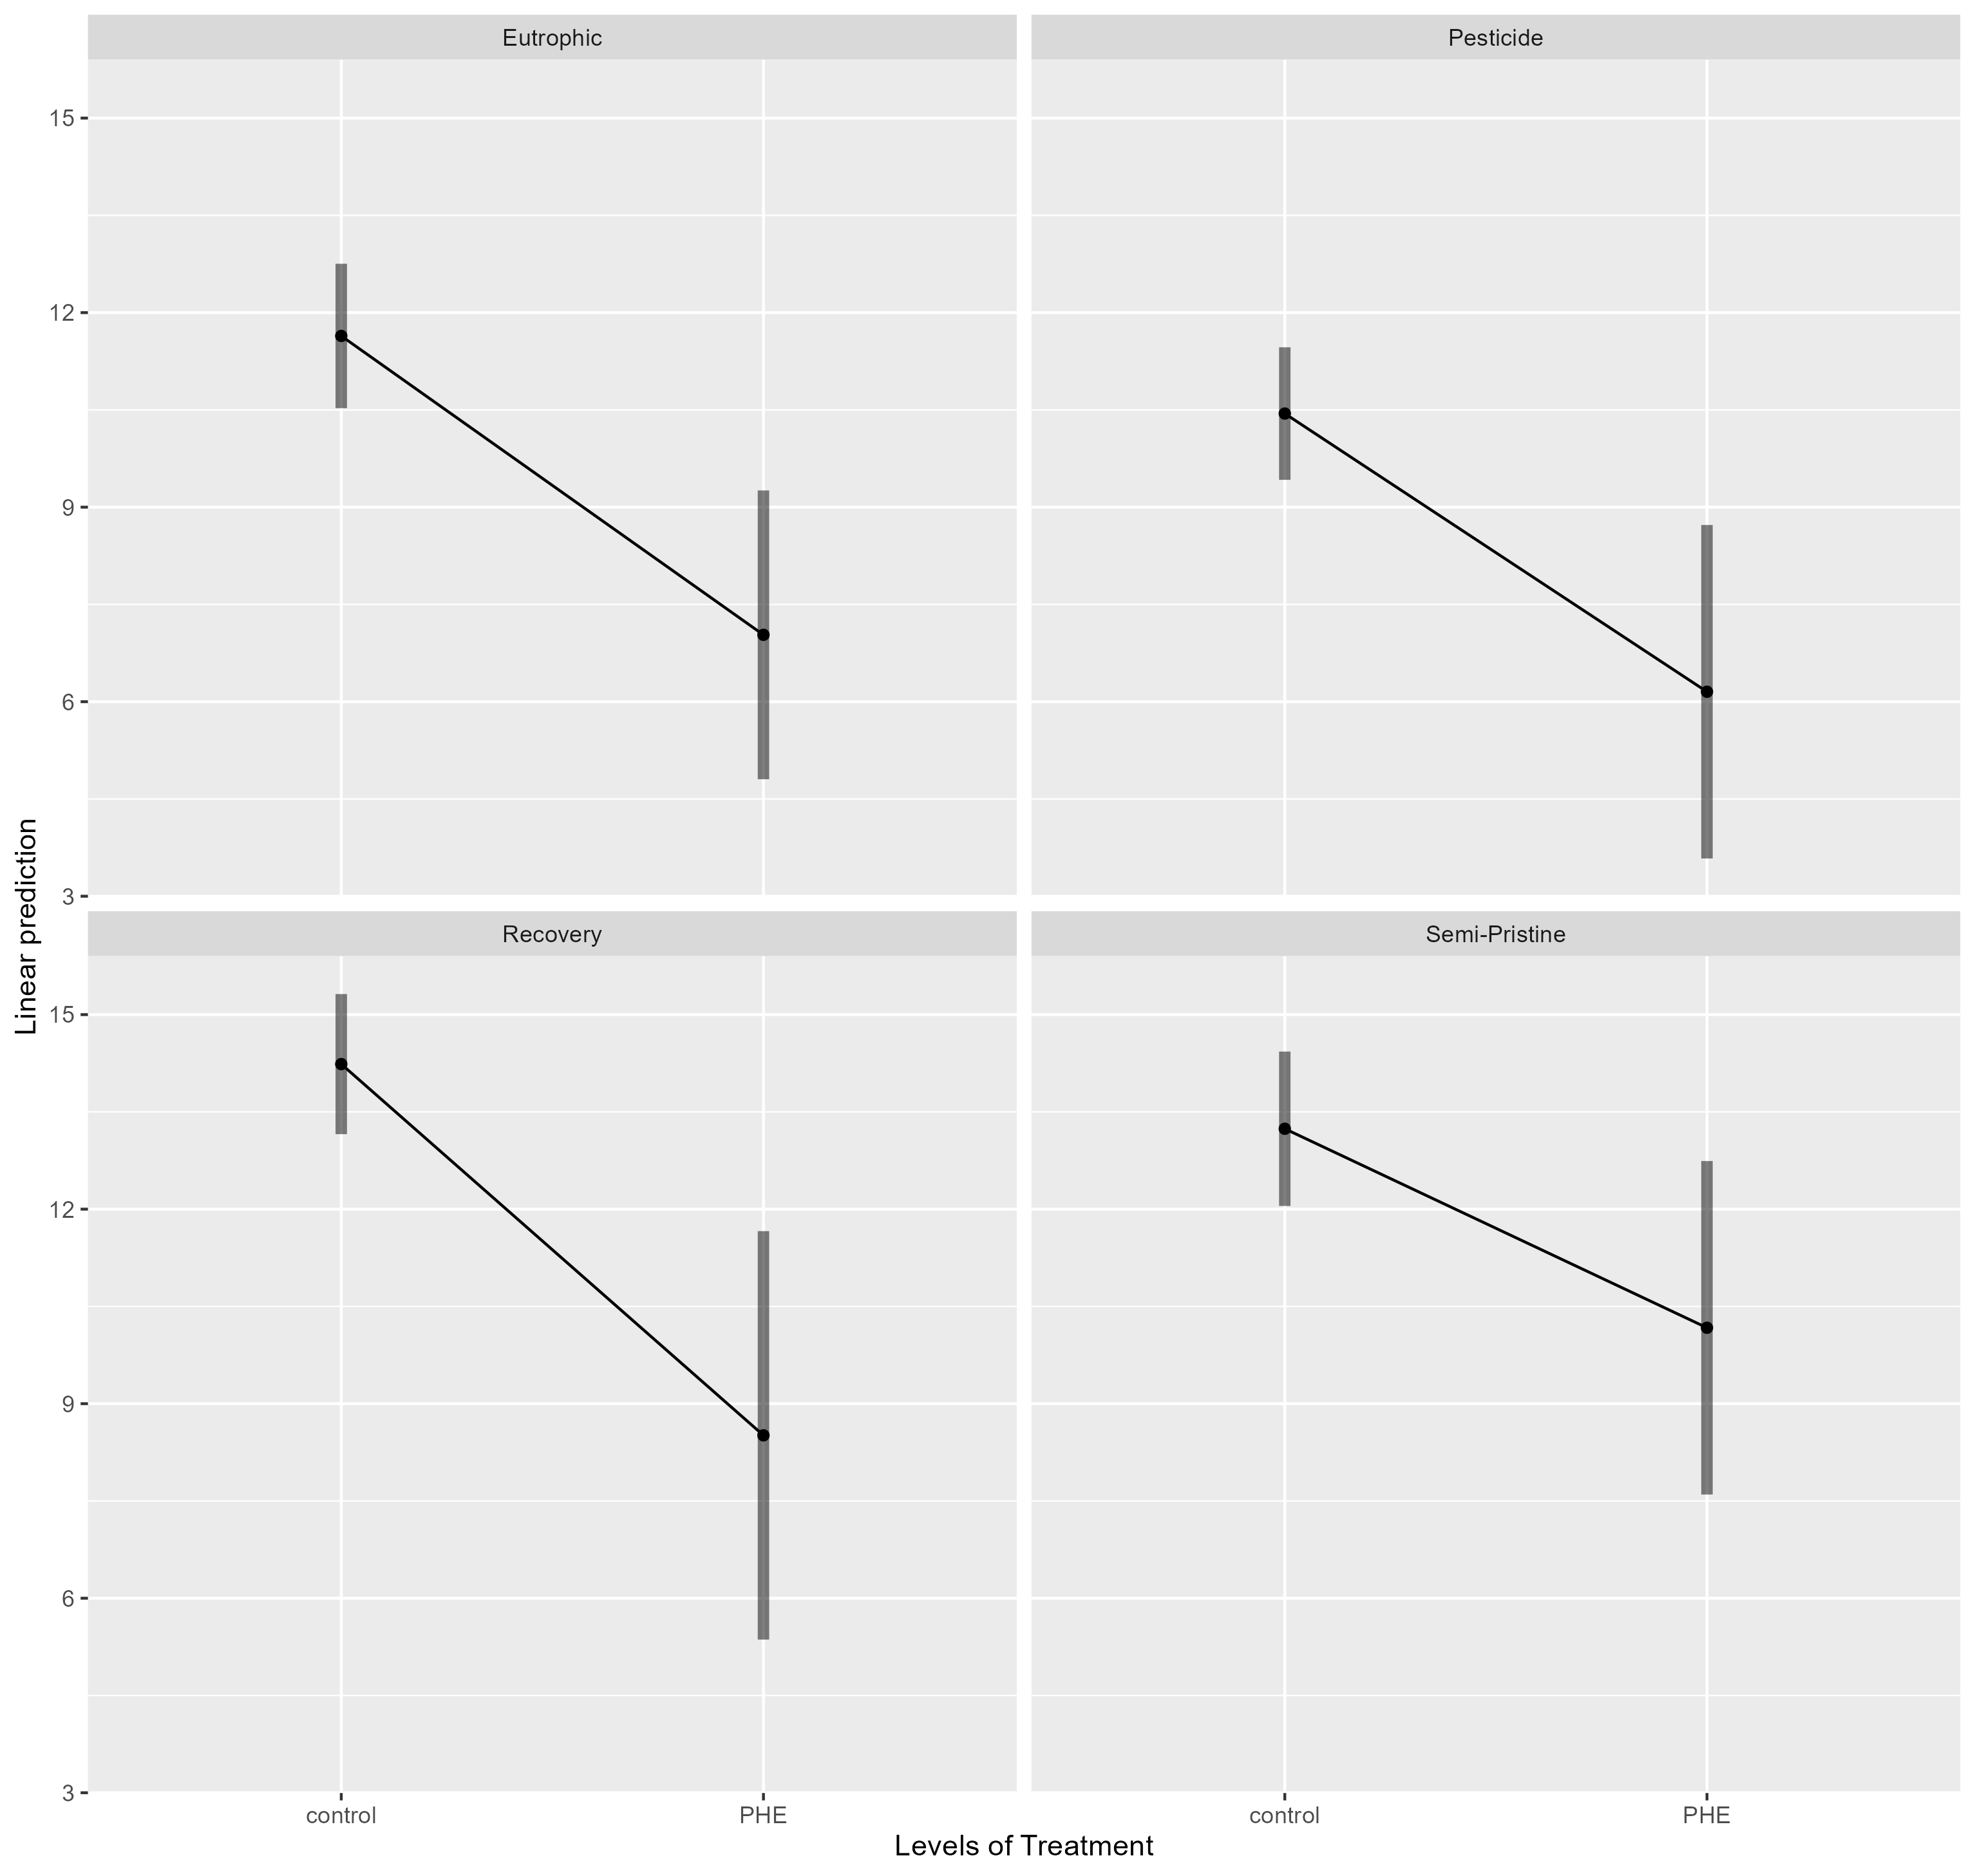 Eutrophic
Pesticide
15
12
9
6
3
Recovery
Semi-Pristine
15
12
9
6
3
Linear prediction
control
PHE
control
PHE
Levels of Treatment